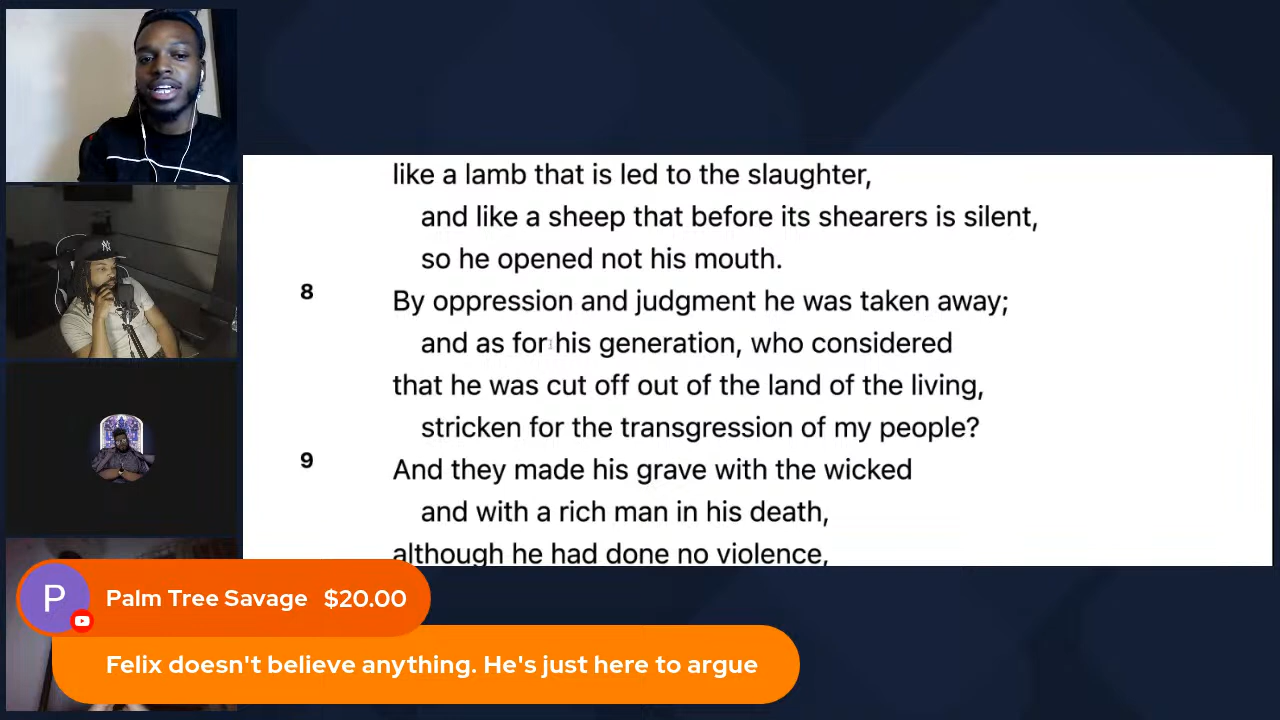 like a lamb that is led to the slaughter,
and like a sheep that before its shearers is silent,
so he opened not his mouth.
8 By oppression and judgment he was taken away;
and as for his generation, who considered
that he was cut off out of the land of the living,
stricken for the transgression of my people?
9 And they made his grave with the wicked
and with a rich man in his death,
although he had done no violence,
P Palm Tree Savage $20.00
Felix doesn't believe anything. He's just here to argue